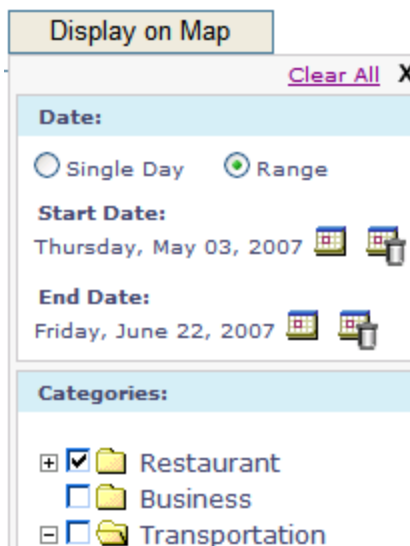 Display on Map
Clear All X
Date:
Single Day Range
Start Date:
Thursday, May 03, 2007
End Date:
Friday, June 22, 2007
Categories:
Restaurant
Business
Transportation